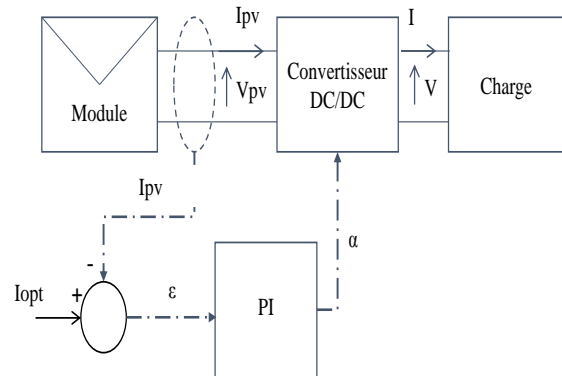 Ipv
I
Module
Vpv
Convertisseur
DC/DC
V
Charge
Ipv
α
-
Iopt
+
ε
PI